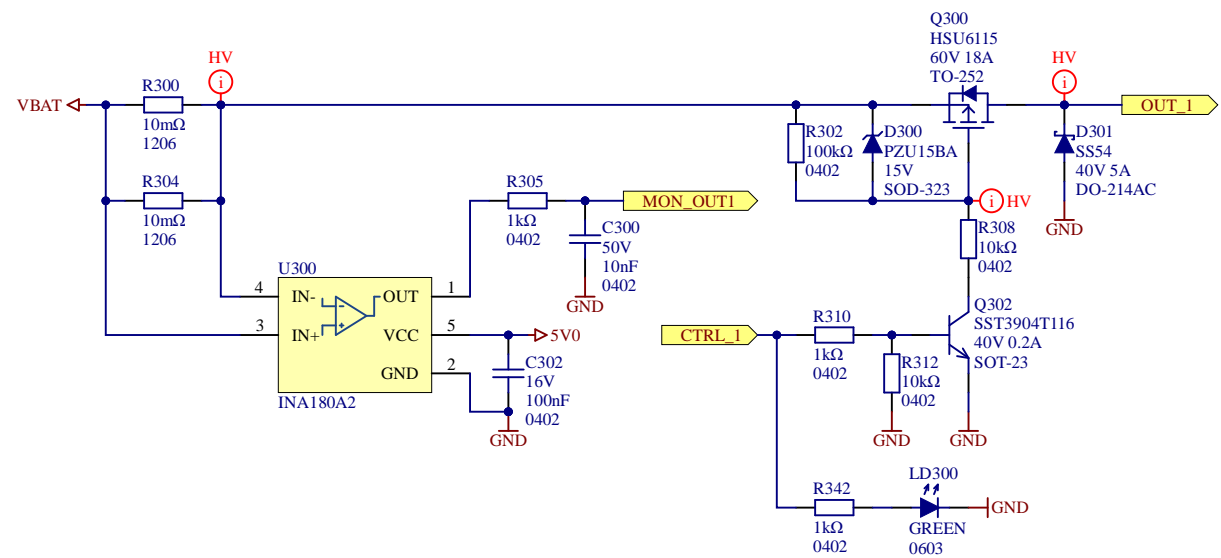 Q300
HSU6115
60V 18A
TO-252
HV
i
HV
i
VBAT
R300
10mΩ
1206
OUT_1
R302
100kΩ
0402
D300
PZU15BA
15V
SOD-323
D301
SS54
40V 5A
DO-214AC
GND
R304
10mΩ
1206
R305
1kΩ
0402
MON_OUT1
i
HV
C300
50V
10nF
0402
GND
R308
10kΩ
0402
U300
4
IN-
OUT
1
3
IN+
VCC
5
GND
2
INA180A2
5V0
C302
16V
100nF
0402
GND
CTRL_1
R310
1kΩ
0402
R312
10kΩ
0402
GND
Q302
SST3904T116
40V 0.2A
SOT-23
GND
R342
1kΩ
0402
LD300
GREEN
0603
GND